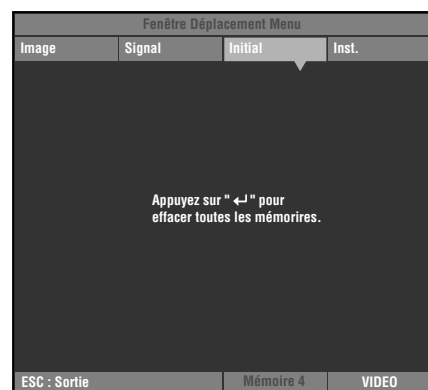 Fenêtre Déplacement Menu
Image Signal Initial Inst.
Appuyez sur " ↵ " pour
effacer toutes les mémorires.
ESC : Sortie Mémoire 4 VIDEO